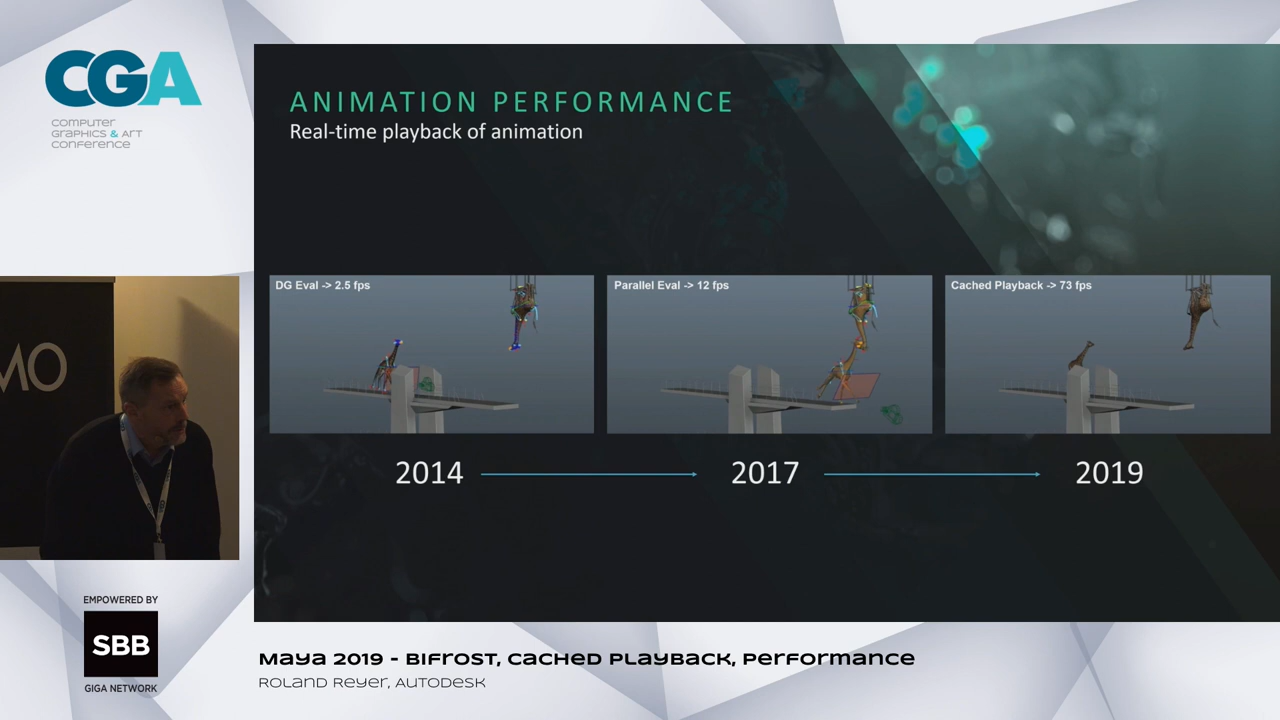 CGA
computer
graphics & art
conference
ANIMATION PERFORMANCE
Real-time playback of animation
DG Eval -> 2.5 fps
Parallel Eval -> 12 fps
Cached Playback -> 73 fps
2014
2017
2019
MO
EMPOWERED BY
SBB
GIGA NETWORK
Maya 2019 - Bifrost, Cached Playback, Performance
Roland Reyer, Autodesk